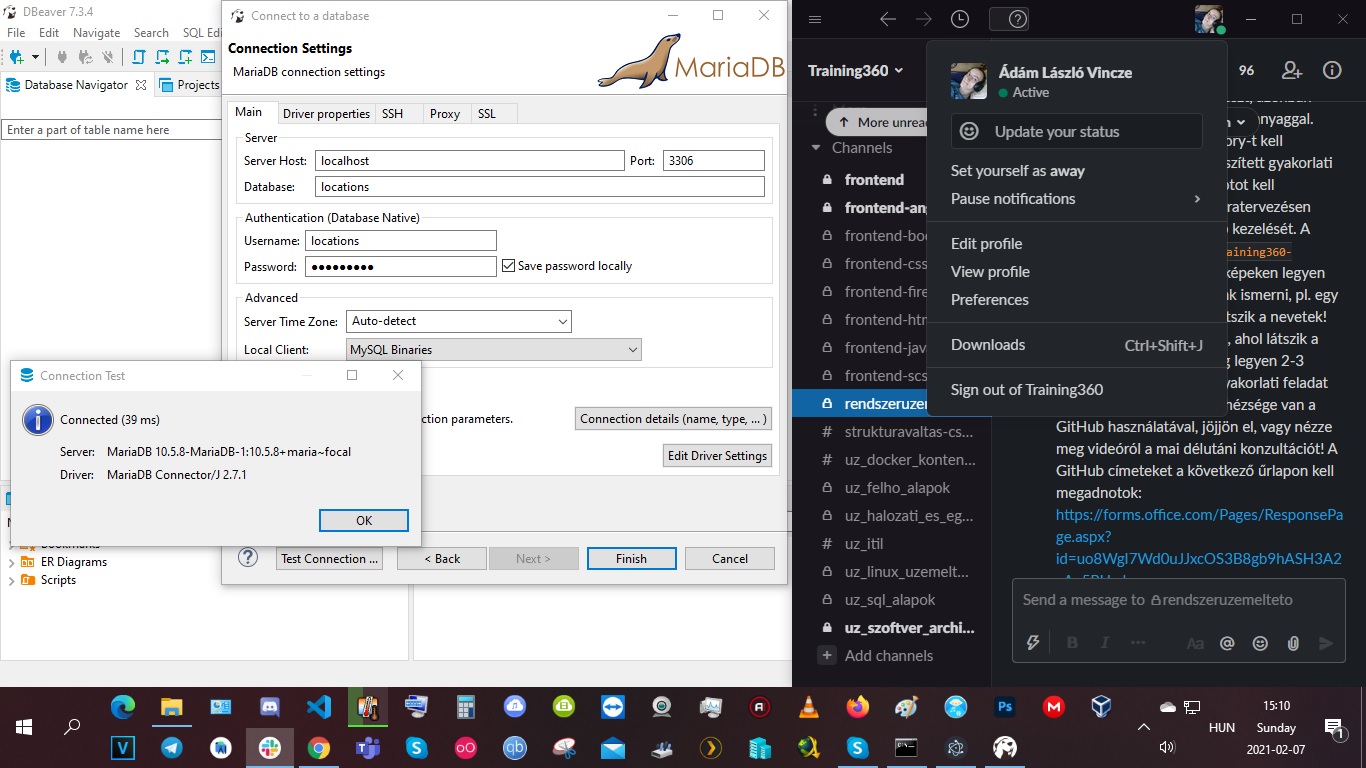 DBeaver 7.3.4
File Edit Navigate Search SQL Edi
Database Navigator
Projects
Enter a part of table name here
ER Diagrams
Scripts
Connect to a database
Connection Settings
MariaDB connection settings
MariaDB
Main
Driver properties
SSH
Proxy
SSL
Server
Server Host: localhost Port: 3306
Database: locations
Authentication (Database Native)
Username: locations
Password: ●●●●●●●●● Save password locally
Advanced
Server Time Zone: Auto-detect
Local Client: MySQL Binaries
ction parameters.
Connection details (name, type, ... )
Edit Driver Settings
Test Connection ...
< Back
Next >
Finish
Cancel
Connection Test
Connected (39 ms)
Server: MariaDB 10.5.8-MariaDB-1:10.5.8+maria~focal
Driver: MariaDB Connector/J 2.7.1
OK
Training360
More unrea
Channels
frontend
frontend-ang
frontend-boo
frontend-css
frontend-fire
frontend-htm
frontend-jav
frontend-scs
rendszeruzem
strukturavaltas-cs...
uz_docker_konten...
uz_felho_alapok
uz_halozati_es_eg...
uz_itil
uz_linux_uzemelt...
uz_sql_alapok
uz_szoftver_archi...
Add channels
Ádám László Vincze
Active
Update your status
Set yourself as away
Pause notifications
Edit profile
View profile
Preferences
Downloads Ctrl+Shift+J
Sign out of Training360
96
nyaggal.
ory-t kell
szített gyakorlati
otot kell
ratervezésen
kezelését. A
aining360-
képeken legyen
nk ismerni, pl. egy
tszik a nevetek!
, ahol látszik a
g legyen 2-3
yakorlati feladat
nézsége van a
GitHub használatával, jöjjön el, vagy nézze
meg videóról a mai délutáni konzultációt! A
GitHub címeteket a következő űrlapon kell
megadnotok:
https://forms.office.com/Pages/ResponsePa
ge.aspx?
id=uo8WgI7Wd0uJJxcOS3B8gb9hASH3A2
Send a message to rendszeruzemelteto
B I Aa @
15:10
HUN Sunday
2021-02-07
1